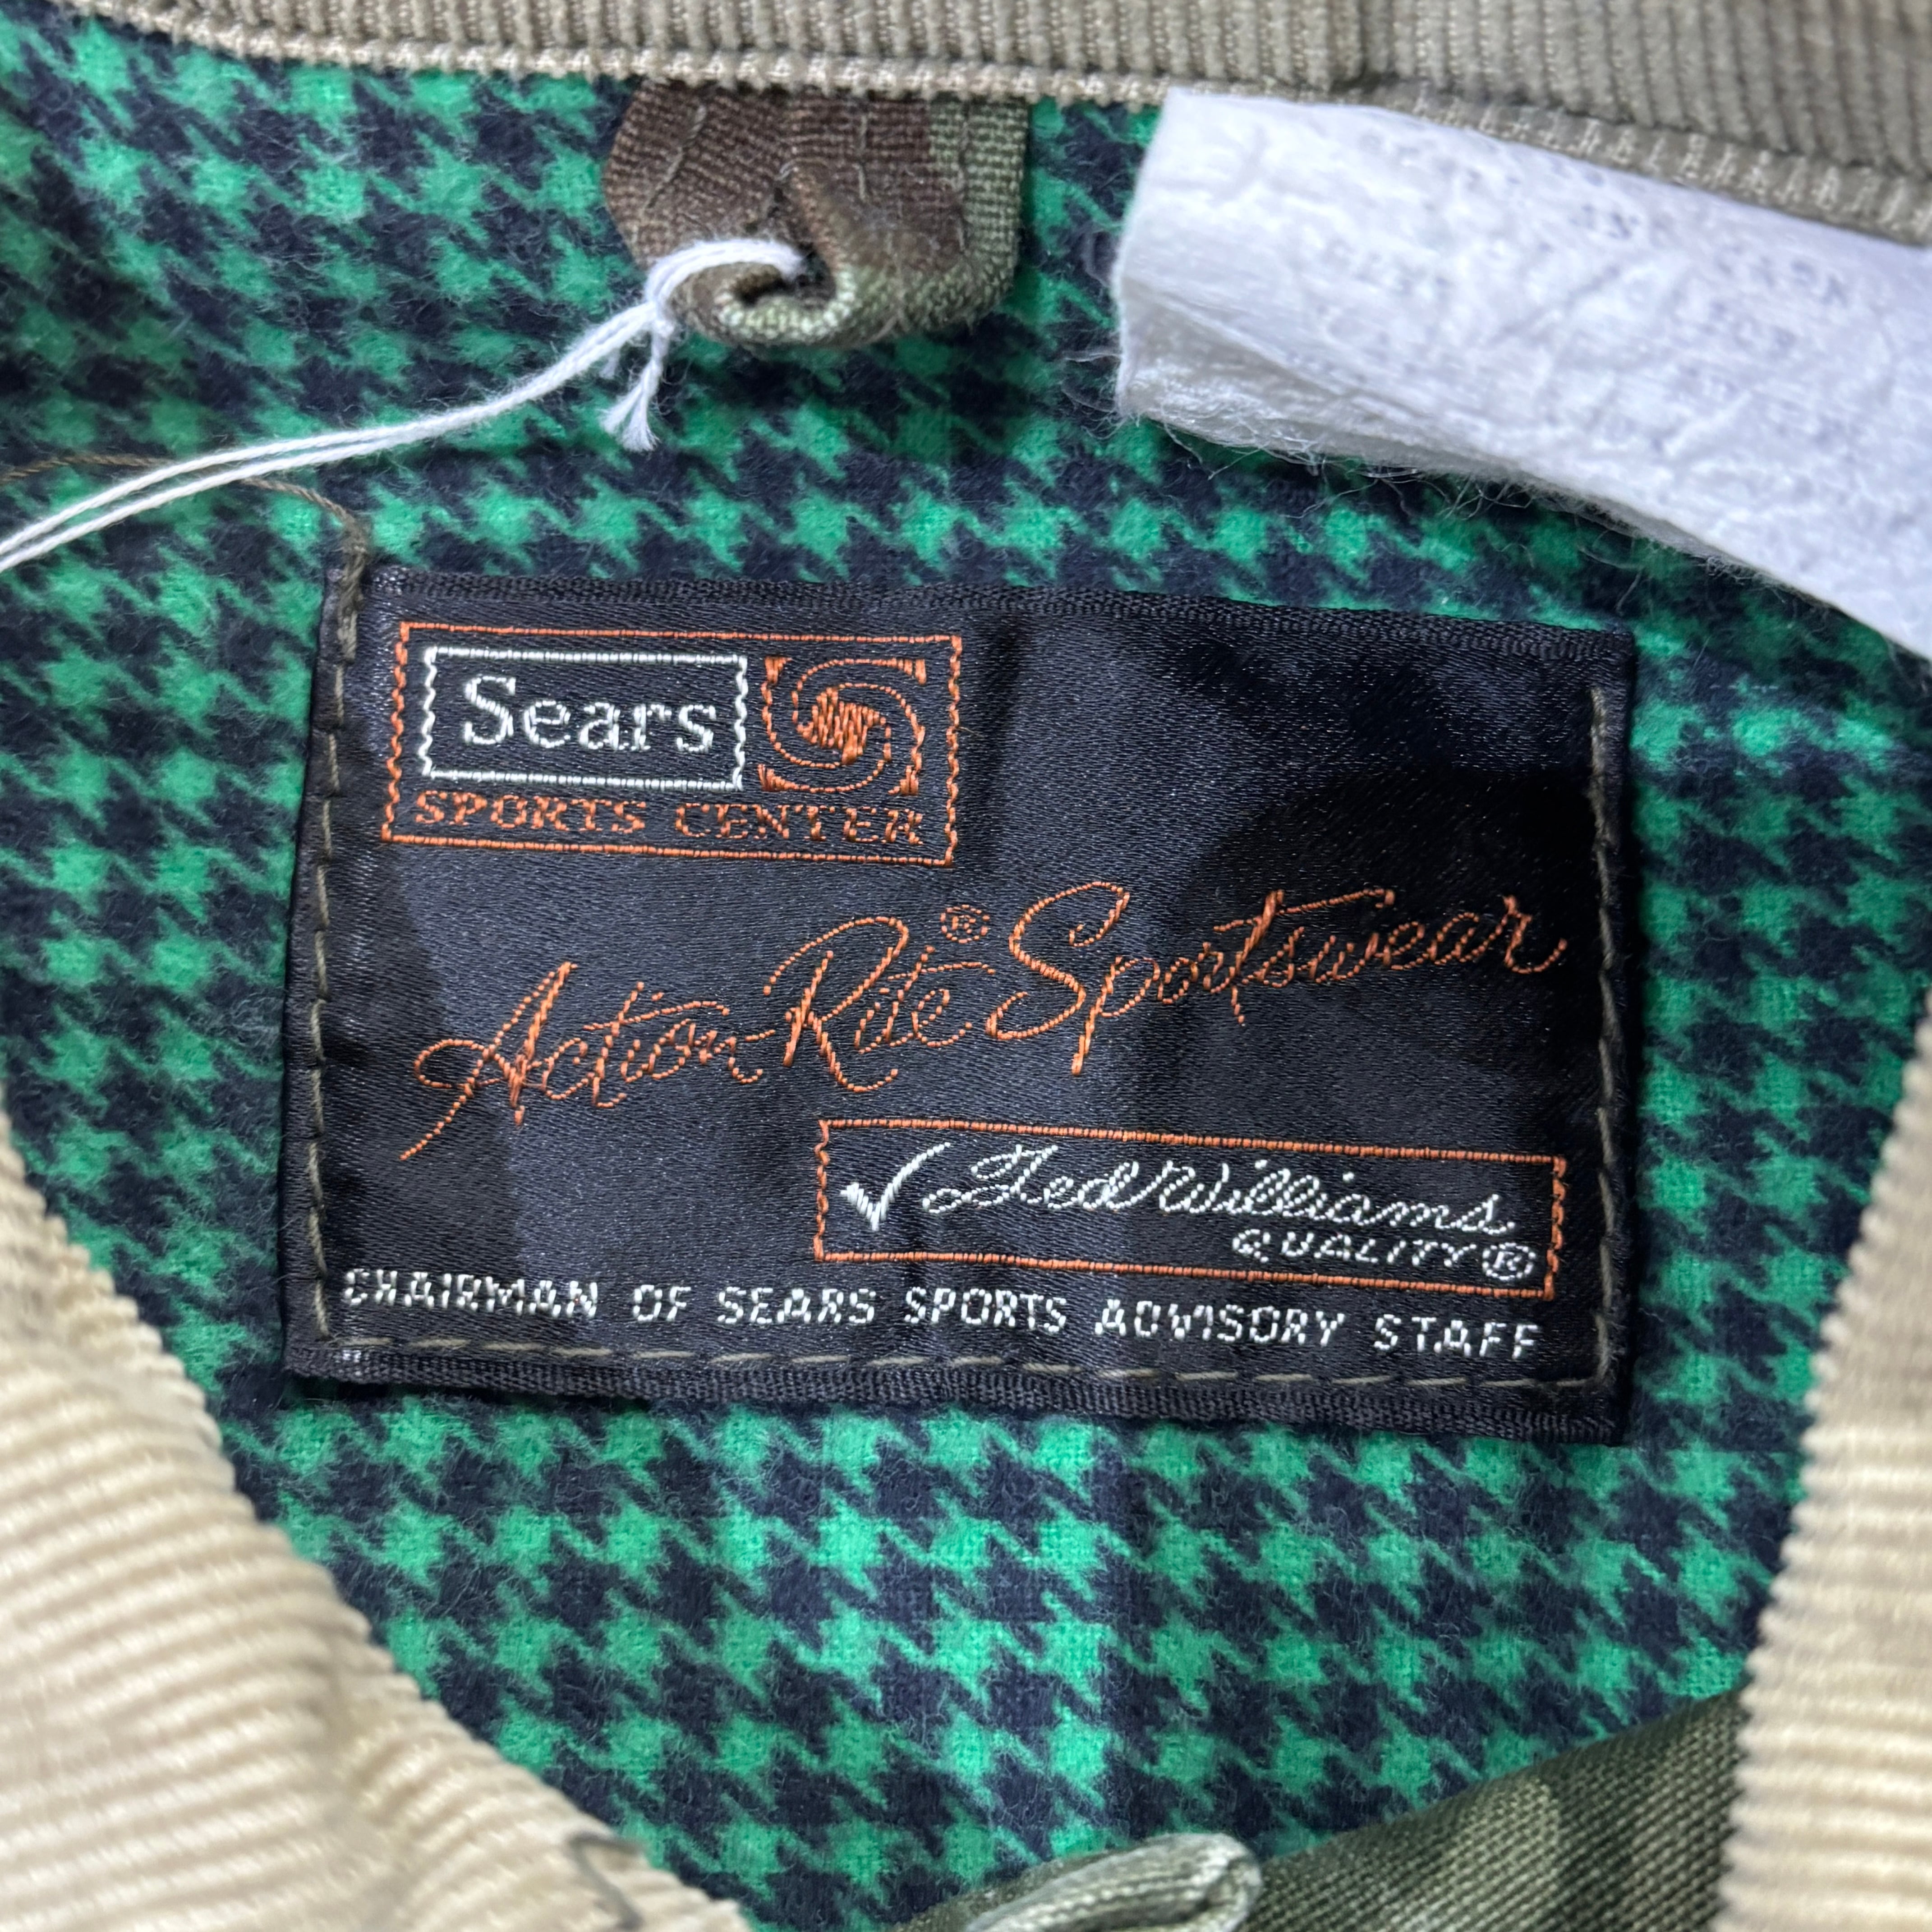 Sears
SPORTS CENTER
Action-Rite® Sportswear
✓ Ted Williams
QUALITY®
CHAIRMAN OF SEARS SPORTS ADVISORY STAFF